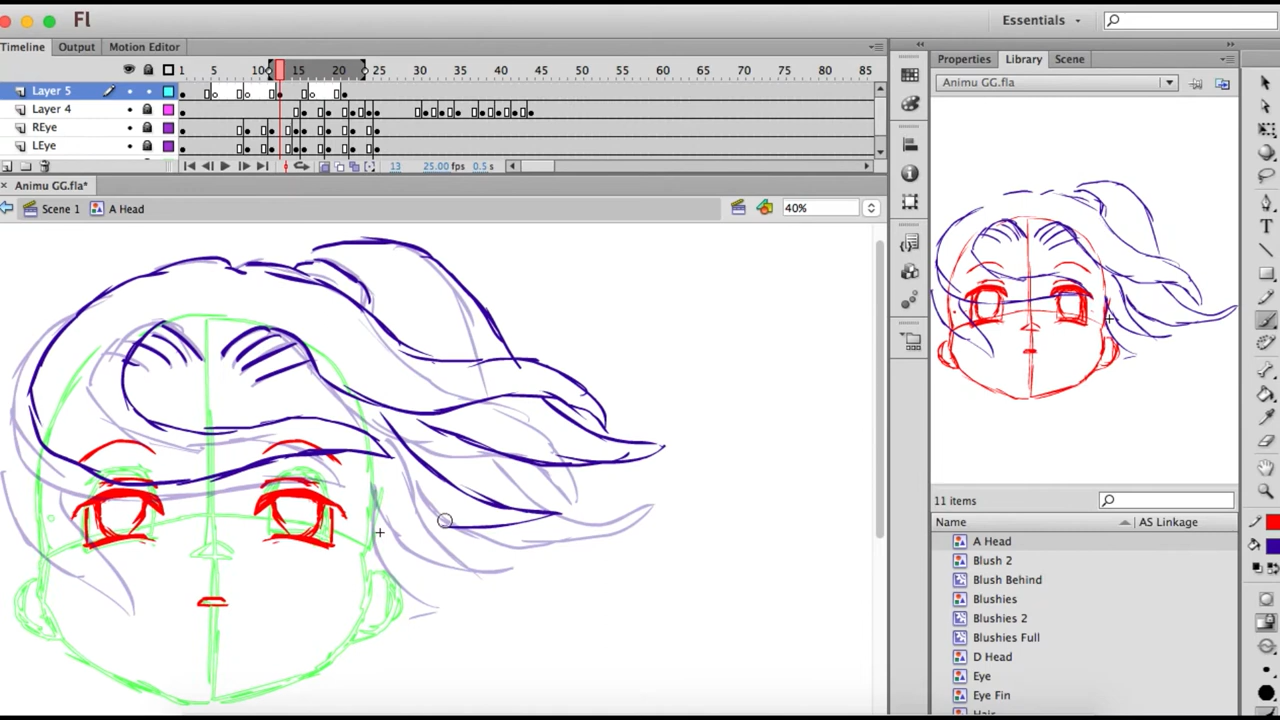 Fl Essentials
Timeline Output Motion Editor
Properties Library Scene
1 5 10 15 20 25 30 35 40 45 50 55 60 65 70 75 80 85
Layer 5
Animu GG.fla
Layer 4
REye
LEye
13 25.00 fps 0.5 s
Animu GG.fla*
Scene 1 A Head 40%
11 items
Name AS Linkage
A Head
Blush 2
Blush Behind
Blushies
Blushies 2
Blushies Full
D Head
Eye
Eye Fin
Hair